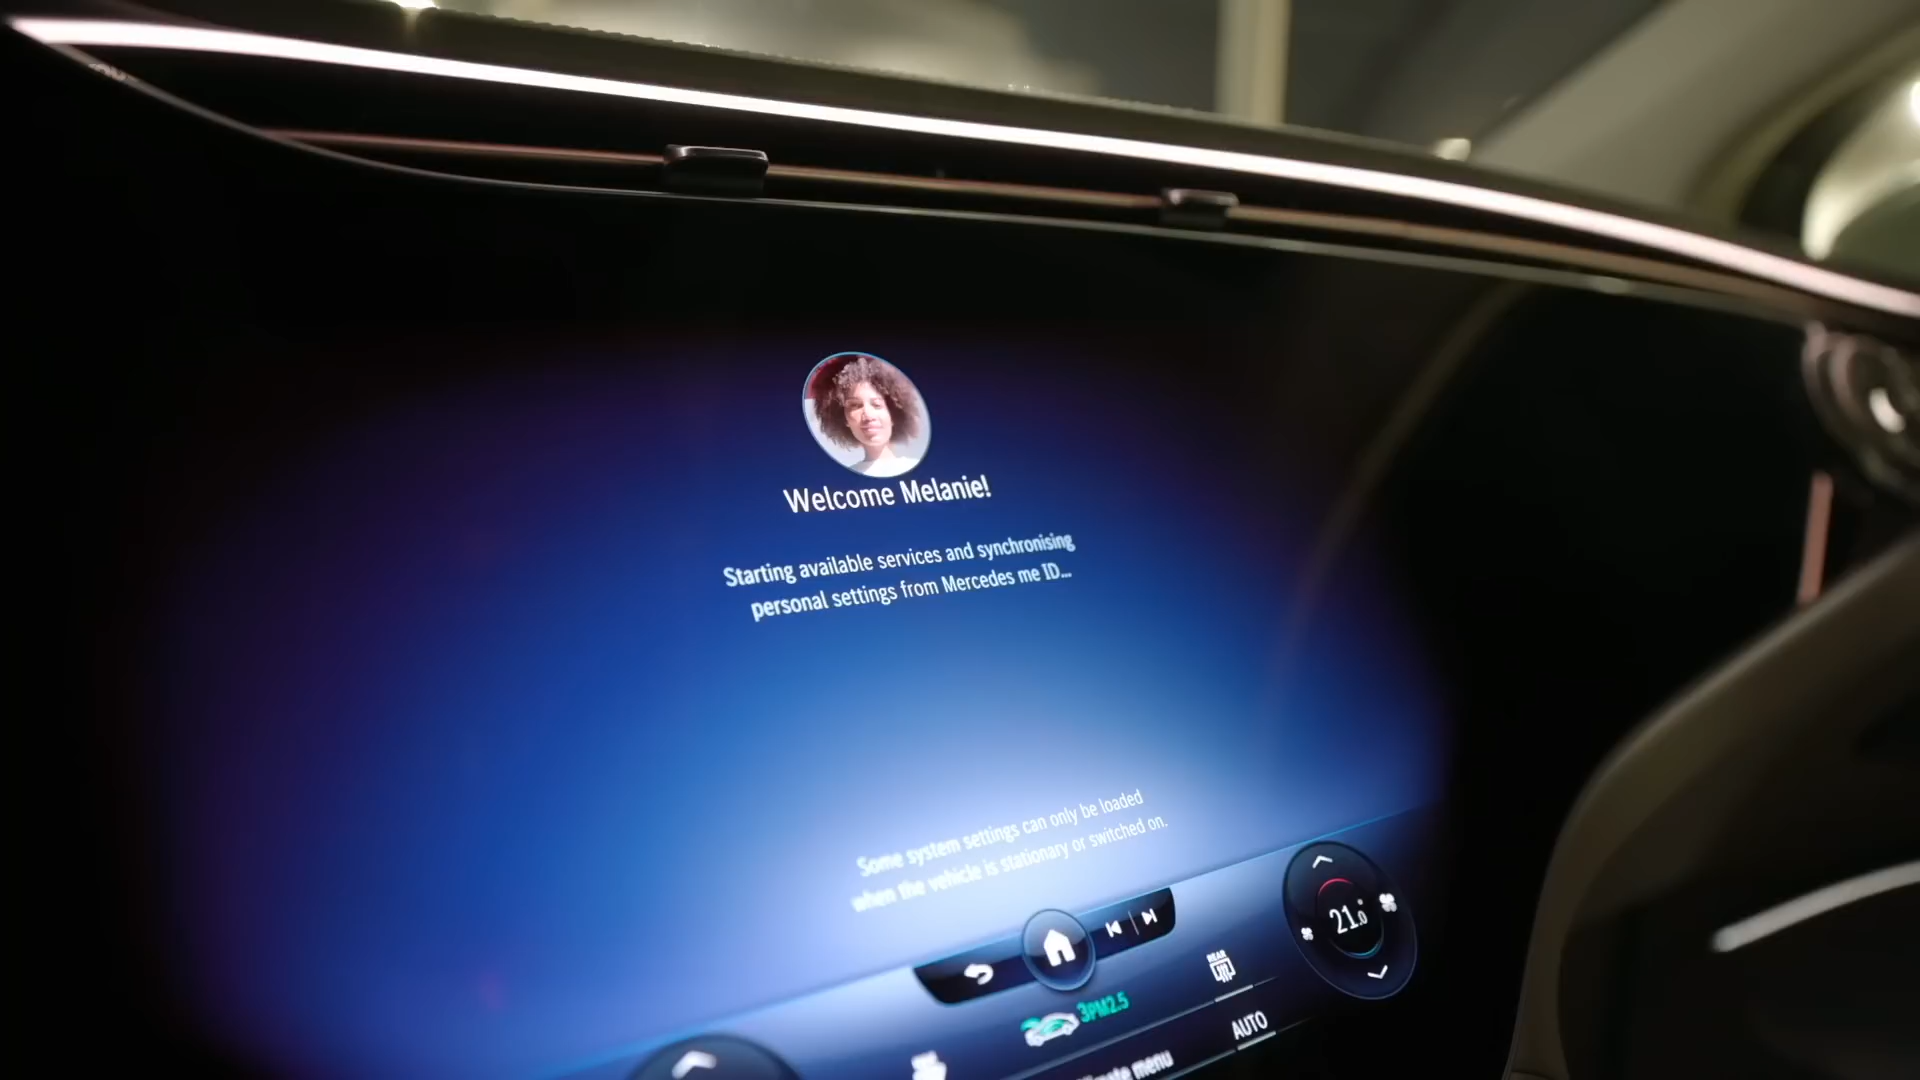 Welcome Melanie!
Starting available services and synchronising
personal settings from Mercedes me ID...
Some system settings can only be loaded
when the vehicle is stationary or switched on.
21.0°
REAR
3PM2.5
AUTO
menu